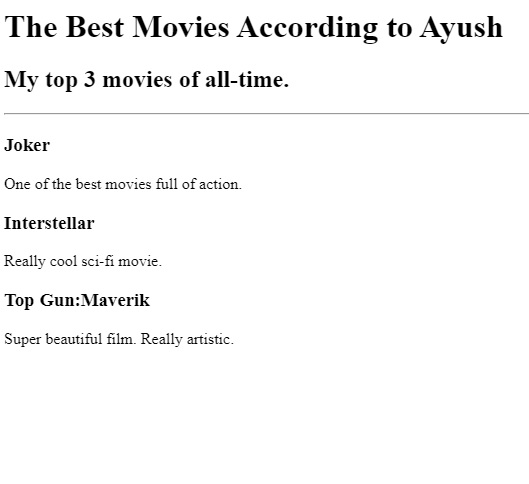 The Best Movies According to Ayush
My top 3 movies of all-time.
Joker
One of the best movies full of action.
Interstellar
Really cool sci-fi movie.
Top Gun:Maverik
Super beautiful film. Really artistic.